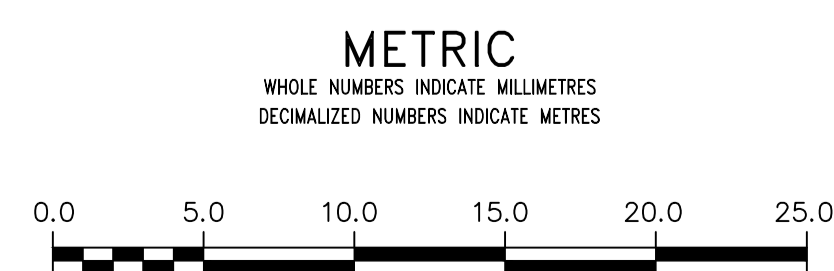 METRIC
WHOLE NUMBERS INDICATE MILLIMETRES
DECIMALIZED NUMBERS INDICATE METRES
0.0 5.0 10.0 15.0 20.0 25.0